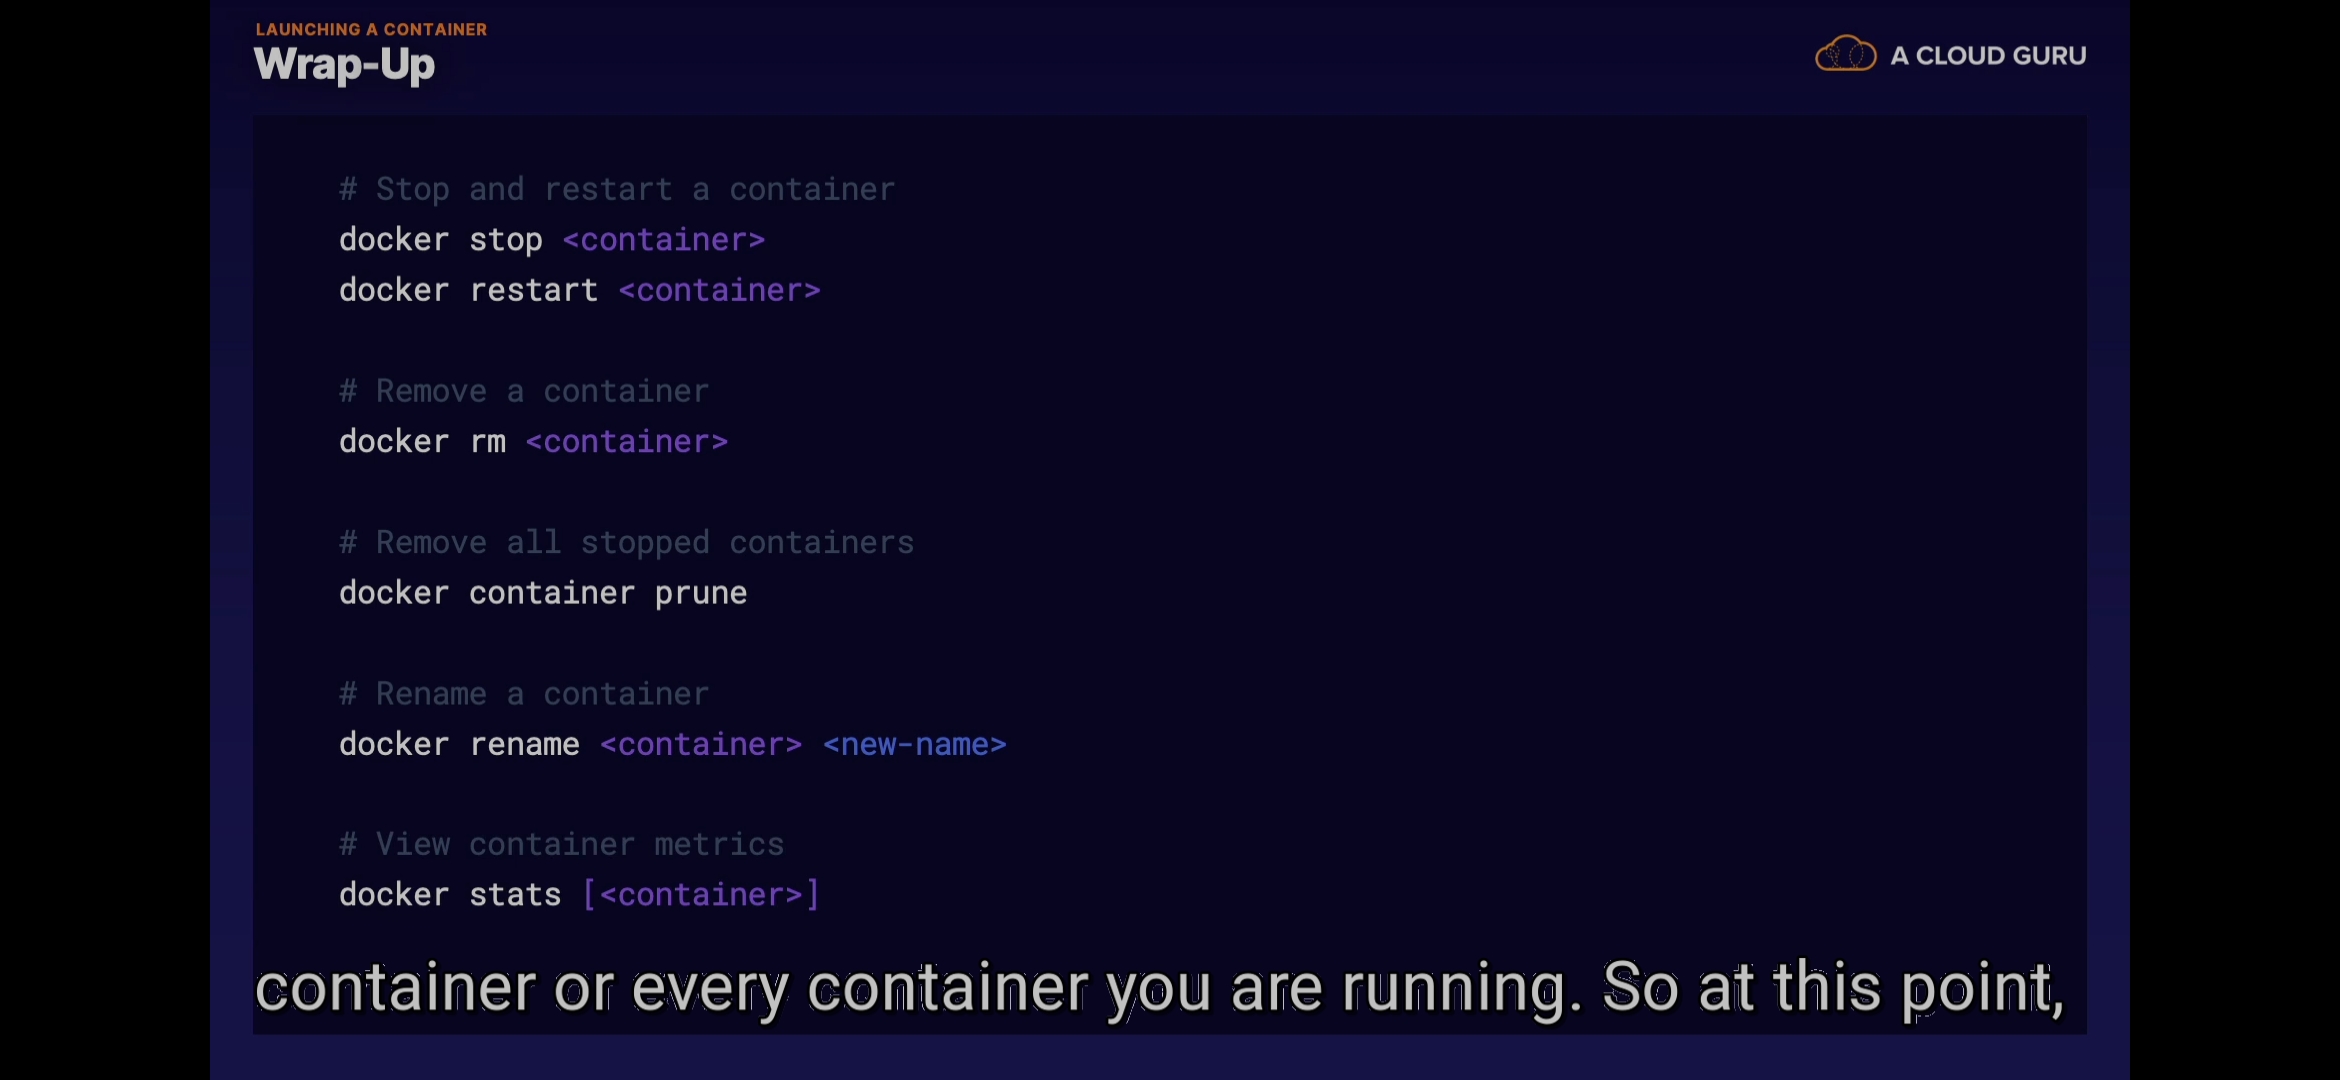 LAUNCHING A CONTAINER
Wrap-Up
A CLOUD GURU
# Stop and restart a container
docker stop <container>
docker restart <container>
# Remove a container
docker rm <container>
# Remove all stopped containers
docker container prune
# Rename a container
docker rename <container> <new-name>
# View container metrics
docker stats [<container>]
container or every container you are running. So at this point,